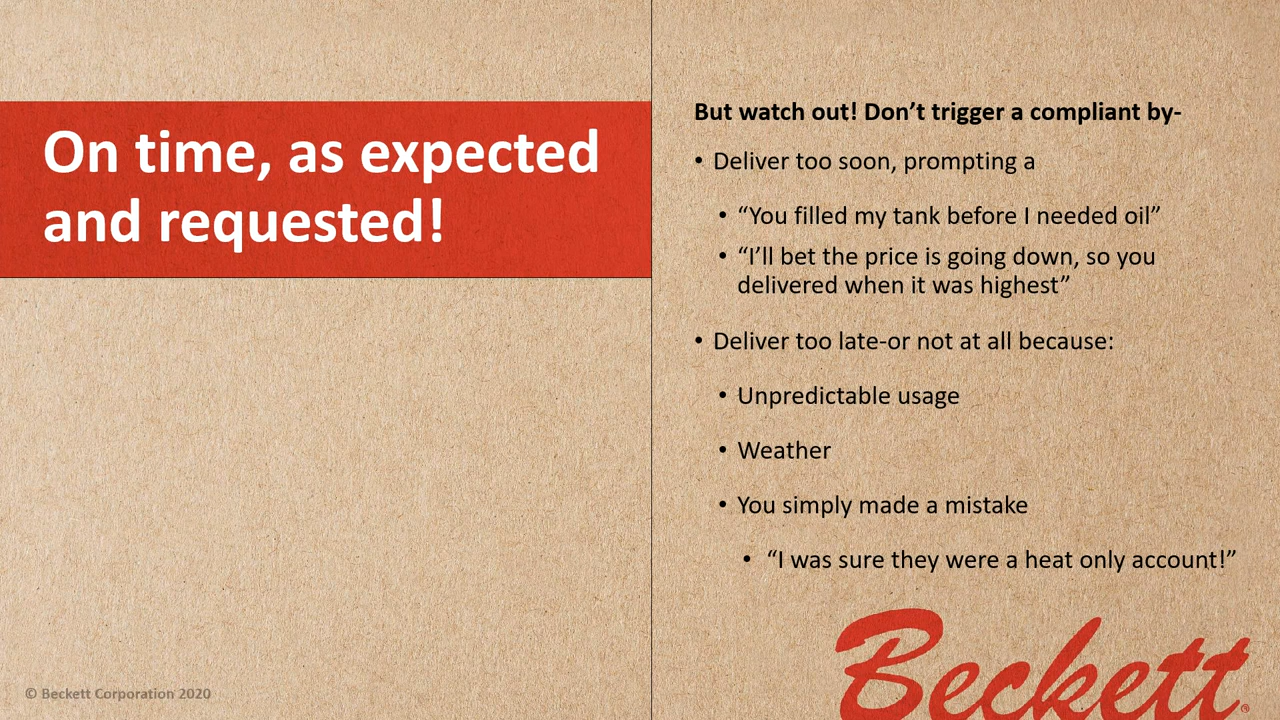 On time, as expected
and requested!
But watch out! Don’t trigger a compliant by-
• Deliver too soon, prompting a
• “You filled my tank before I needed oil”
• “I’ll bet the price is going down, so you
delivered when it was highest”
• Deliver too late-or not at all because:
• Unpredictable usage
• Weather
• You simply made a mistake
• “I was sure they were a heat only account!”
Beckett®
© Beckett Corporation 2020